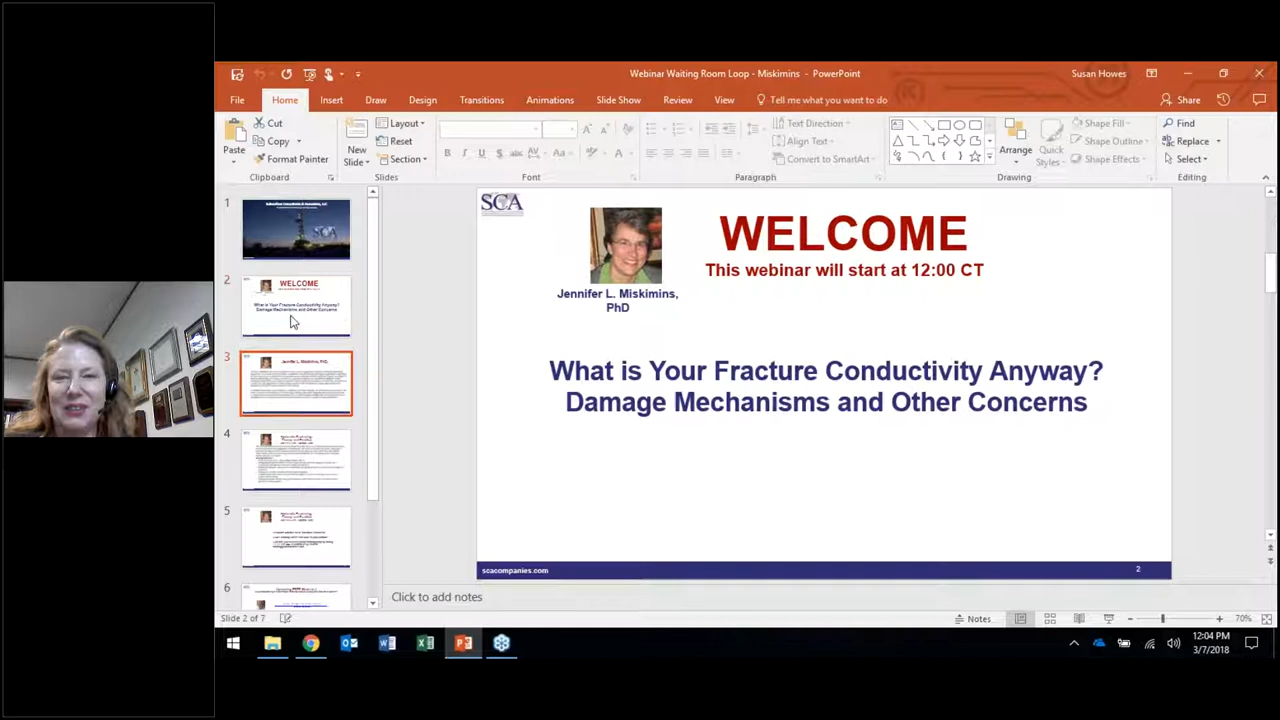 Webinar Waiting Room Loop - Miskimins - PowerPoint
Susan Howes
File Home Insert Draw Design Transitions Animations Slide Show Review View Tell me what you want to do Share
Cut
Copy
Format Painter
Paste
Clipboard
New
Slide
Layout
Reset
Section
Slides
Font
Text Direction
Align Text
Convert to SmartArt
Paragraph
Arrange
Quick
Styles
Shape Fill
Shape Outline
Shape Effects
Drawing
Find
Replace
Select
Editing
1
2
WELCOME
What is Your Fracture Conductivity Anyway?
Damage Mechanisms and Other Concerns
3
Jennifer L. Miskimins, PhD
4
5
6
SCA
WELCOME
This webinar will start at 12:00 CT
Jennifer L. Miskimins,
PhD
What is Your Fracture Conductivity Anyway?
Damage Mechanisms and Other Concerns
scacompanies.com
2
Click to add notes
Slide 2 of 7
Notes
70%
12:04 PM
3/7/2018